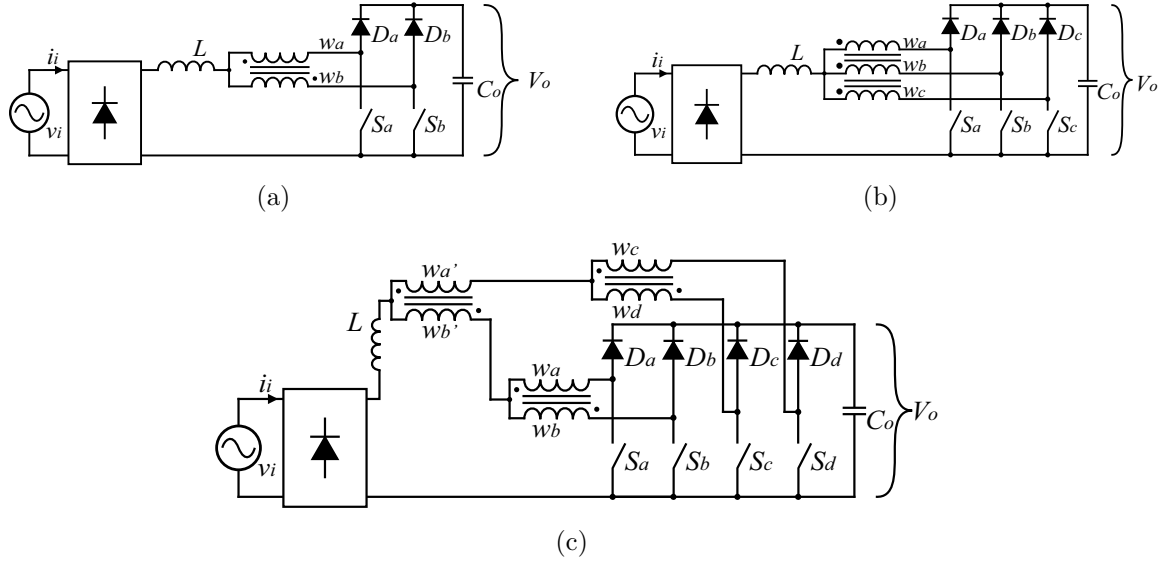 L wa Da Db
ii wb
vi Co Vo
Sa Sb
(a)
L wa Da Db Dc
ii wb
wc
vi Co Vo
Sa Sb Sc
(b)
wa' wc
wb' wd
L
Da Db Dc Dd
wa
ii wb
vi Co Vo
Sa Sb Sc Sd
(c)